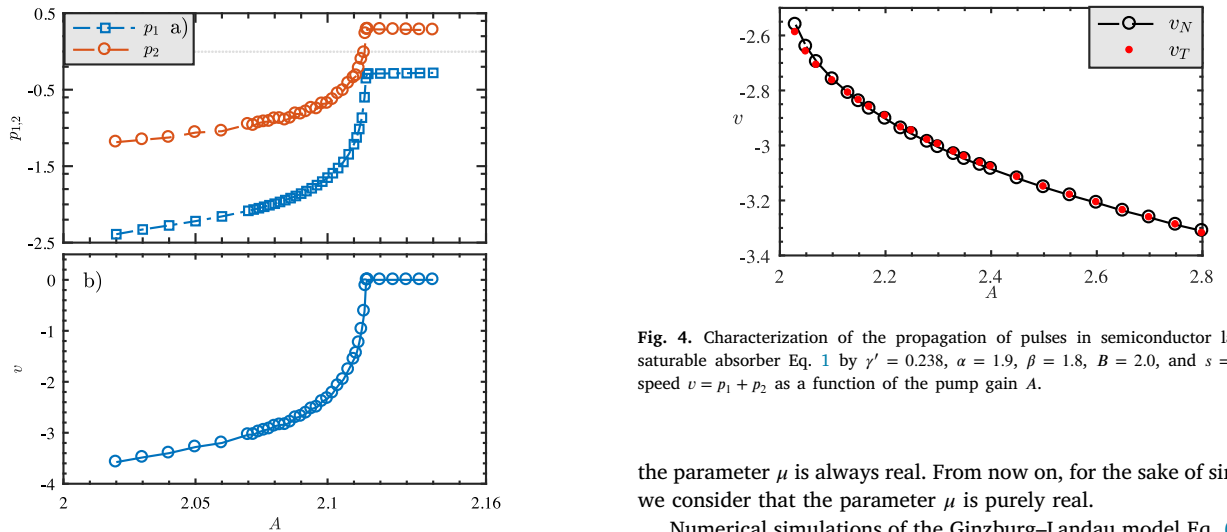 p1 a)
p2
0.5
-0.5
-1.5
-2.5
p1,2
b)
0
-1
-2
-3
-4
v
2
2.05
2.1
2.16
A
vN
vT
-2.6
-2.8
-3
-3.2
-3.4
v
2
2.2
2.4
2.6
2.8
A
Fig. 4. Characterization of the propagation of pulses in semiconductor l
saturable absorber Eq. 1 by γ′ = 0.238, α = 1.9, β = 1.8, B = 2.0, and s =
speed v = p1 + p2 as a function of the pump gain A.
the parameter μ is always real. From now on, for the sake of si
we consider that the parameter μ is purely real.
Numerical simulations of the Ginzburg–Landau model Eq.